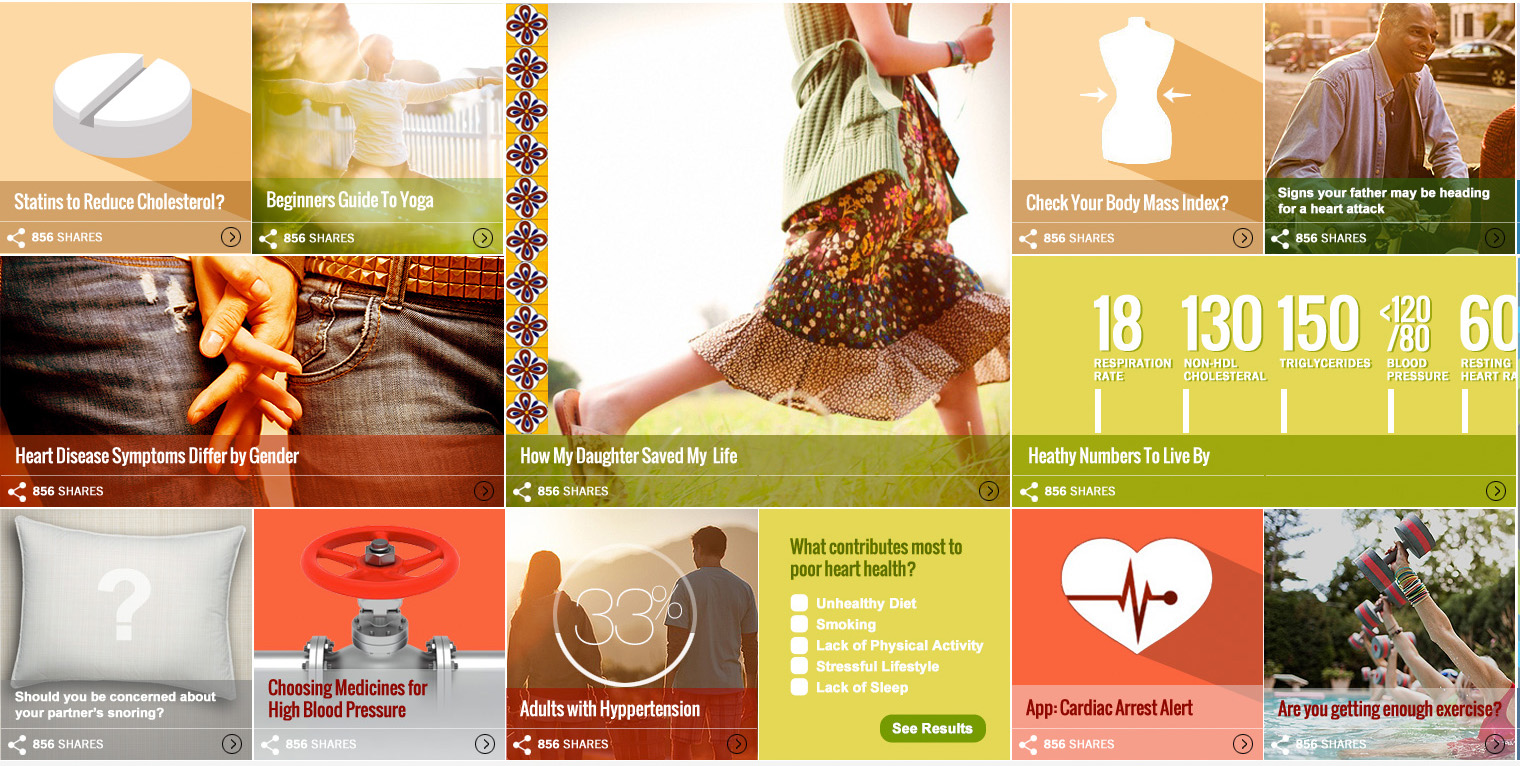 Statins to Reduce Cholesterol?
856 SHARES
Beginners Guide To Yoga
856 SHARES
How My Daughter Saved My Life
856 SHARES
Check Your Body Mass Index?
856 SHARES
Signs your father may be heading
for a heart attack
856 SHARES
Heart Disease Symptoms Differ by Gender
856 SHARES
18
RESPIRATION
RATE
130
NON-HDL
CHOLESTERAL
150
TRIGLYCERIDES
<120
/80
BLOOD
PRESSURE
60
RESTING
HEART RA
Heathy Numbers To Live By
856 SHARES
?
Should you be concerned about
your partner's snoring?
856 SHARES
Choosing Medicines for
High Blood Pressure
856 SHARES
33%
Adults with Hyppertension
856 SHARES
What contributes most to
poor heart health?
Unhealthy Diet
Smoking
Lack of Physical Activity
Stressful Lifestyle
Lack of Sleep
See Results
App: Cardiac Arrest Alert
856 SHARES
Are you getting enough exercise?
856 SHARES